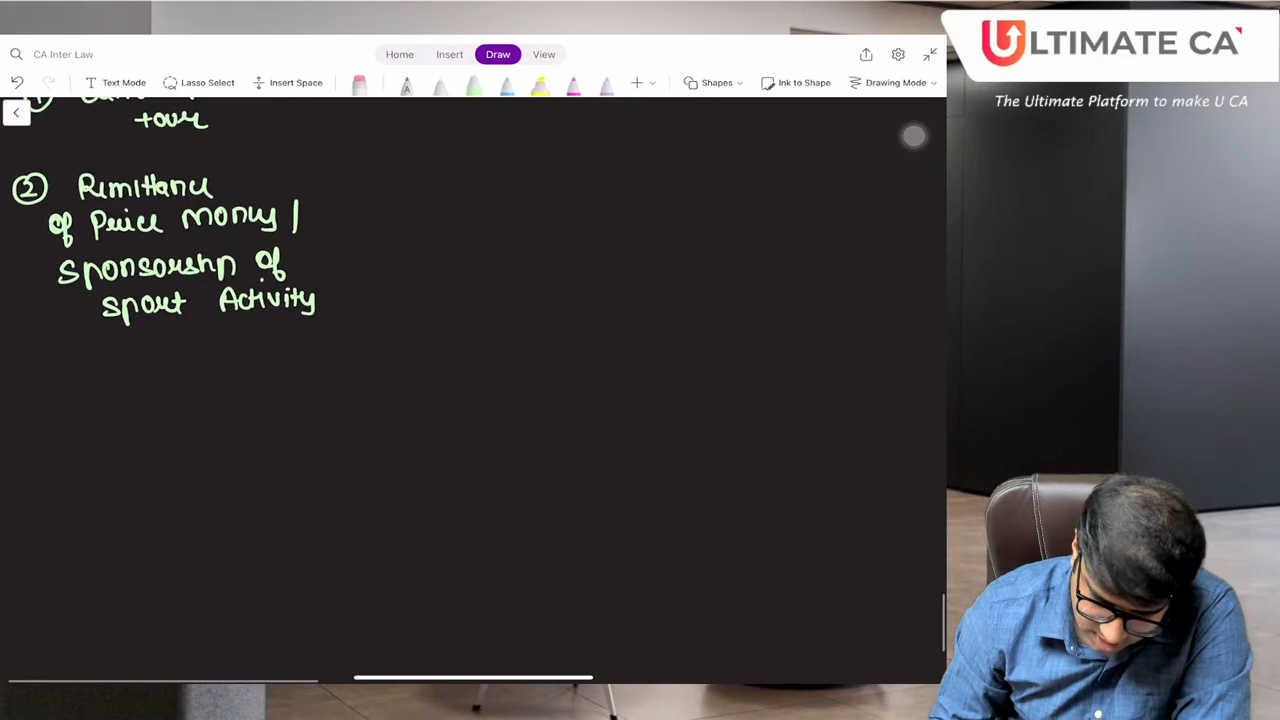 ULTIMATE CA
The Ultimate Platform to make U CA
CA Inter Law
Home Insert Draw View
Text Mode Lasso Select Insert Space Shapes Ink to Shape Drawing Mode
tour
② Remittance
of Prize Money /
Sponsorship of
sport Activity